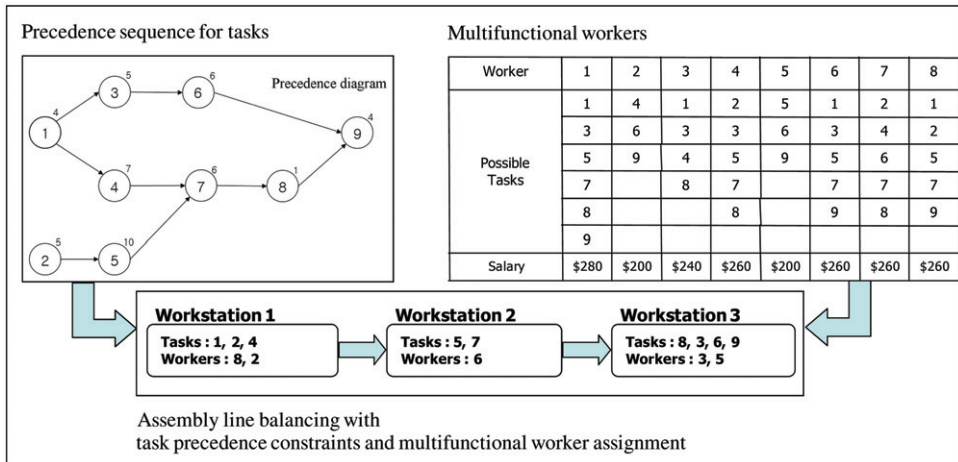 Precedence sequence for tasks
Precedence diagram
5
3
6
6
4
1
4
9
7
4
6
7
1
8
5
2
10
5
Multifunctional workers
Worker 1 2 3 4 5 6 7 8
Possible Tasks
1 4 1 2 5 1 2 1
3 6 3 3 6 3 4 2
5 9 4 5 9 5 6 5
7 8 7 7 7 7
8 8 9 8 9
9
Salary $280 $200 $240 $260 $200 $260 $260 $260
Workstation 1
Tasks : 1, 2, 4
Workers : 8, 2
Workstation 2
Tasks : 5, 7
Workers : 6
Workstation 3
Tasks : 8, 3, 6, 9
Workers : 3, 5
Assembly line balancing with
task precedence constraints and multifunctional worker assignment